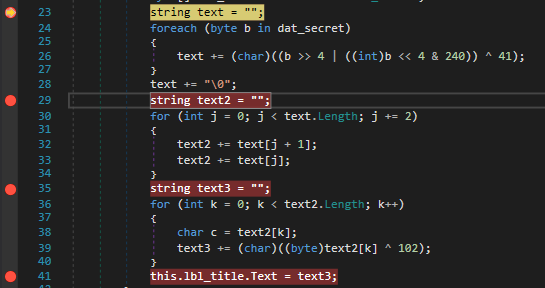 23 string text = "";
24 foreach (byte b in dat_secret)
25 {
26 text += (char)((b >> 4 | ((int)b << 4 & 240)) ^ 41);
27 }
28 text += "\0";
29 string text2 = "";
30 for (int j = 0; j < text.Length; j += 2)
31 {
32 text2 += text[j + 1];
33 text2 += text[j];
34 }
35 string text3 = "";
36 for (int k = 0; k < text2.Length; k++)
37 {
38 char c = text2[k];
39 text3 += (char)((byte)text2[k] ^ 102);
40 }
41 this.lbl_title.Text = text3;